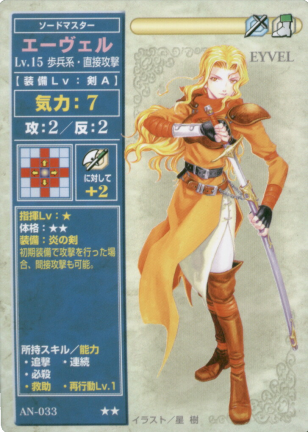 ソードマスター
エーヴェル
Lv.15 歩兵系・直接攻撃
【装備Lv：剣A】
気力：7
攻：2／反：2
に対して
+2
指揮Lv：★
体格：★★
装備：炎の剣
初期装備で攻撃を行った場
合、間接攻撃も可能。
所持スキル／能力
・追撃 ・連続
・必殺
・救助 ・再行動Lv.1
AN-033 ★★
EYVEL
イラスト／星 樹